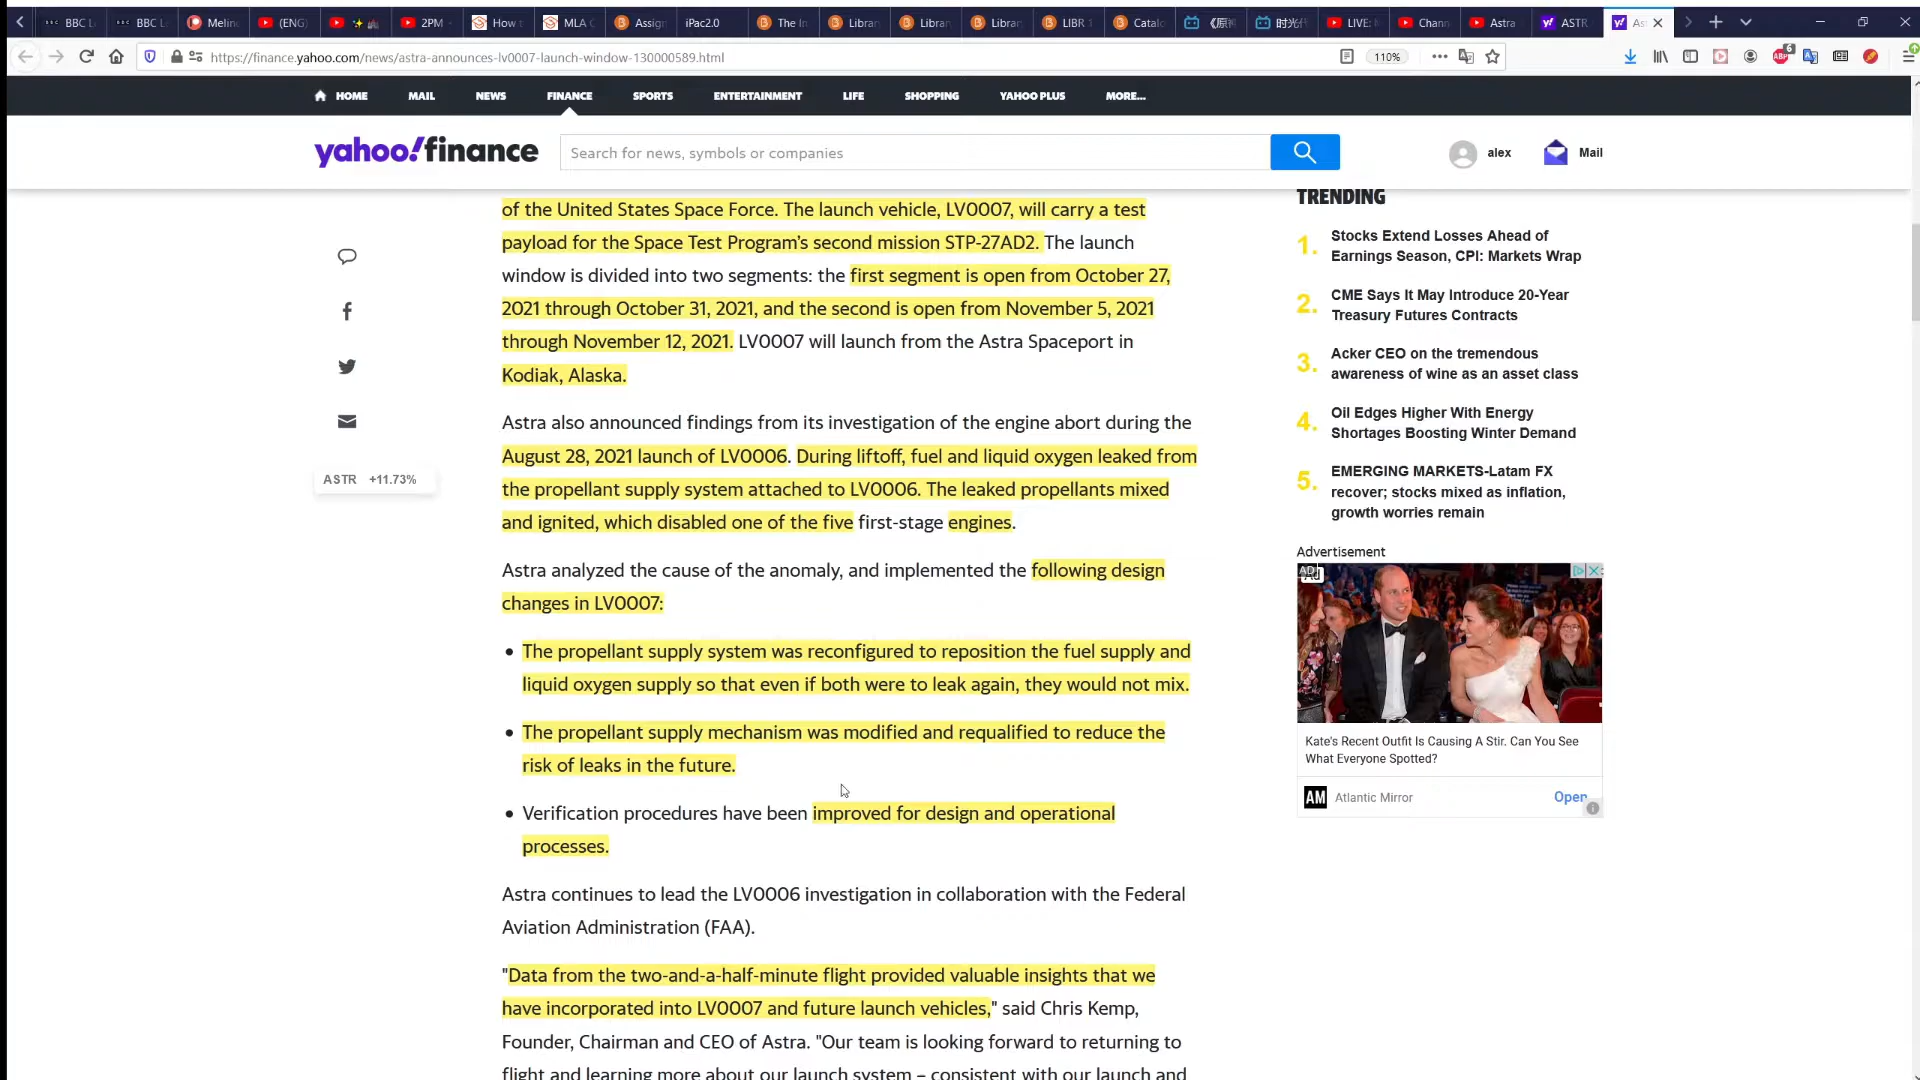 BBC L
BBC L
Melin
(ENG
2PM
How t
MLA C
Assig
iPac2.0
The In
Librar
Librar
Librar
LIBR 1
Catalo
LIVE:
Chann
Astra
ASTR
As
https://finance.yahoo.com/news/astra-announces-lv0007-launch-window-130000589.html
110%
ABP
6
HOME MAIL NEWS FINANCE SPORTS ENTERTAINMENT LIFE SHOPPING YAHOO PLUS MORE...
yahoo!finance
Search for news, symbols or companies
alex
Mail
of the United States Space Force. The launch vehicle, LV0007, will carry a test
payload for the Space Test Program's second mission STP-27AD2. The launch
window is divided into two segments: the first segment is open from October 27,
2021 through October 31, 2021, and the second is open from November 5, 2021
through November 12, 2021. LV0007 will launch from the Astra Spaceport in
Kodiak, Alaska.
Astra also announced findings from its investigation of the engine abort during the
August 28, 2021 launch of LV0006. During liftoff, fuel and liquid oxygen leaked from
the propellant supply system attached to LV0006. The leaked propellants mixed
and ignited, which disabled one of the five first-stage engines.
ASTR +11.73%
Astra analyzed the cause of the anomaly, and implemented the following design
changes in LV0007:
• The propellant supply system was reconfigured to reposition the fuel supply and
liquid oxygen supply so that even if both were to leak again, they would not mix.
• The propellant supply mechanism was modified and requalified to reduce the
risk of leaks in the future.
• Verification procedures have been improved for design and operational
processes.
Astra continues to lead the LV0006 investigation in collaboration with the Federal
Aviation Administration (FAA).
"Data from the two-and-a-half-minute flight provided valuable insights that we
have incorporated into LV0007 and future launch vehicles," said Chris Kemp,
Founder, Chairman and CEO of Astra. "Our team is looking forward to returning to
flight and learning more about our launch system – consistent with our launch and
TRENDING
1. Stocks Extend Losses Ahead of
Earnings Season, CPI: Markets Wrap
2. CME Says It May Introduce 20-Year
Treasury Futures Contracts
3. Acker CEO on the tremendous
awareness of wine as an asset class
4. Oil Edges Higher With Energy
Shortages Boosting Winter Demand
5. EMERGING MARKETS-Latam FX
recover; stocks mixed as inflation,
growth worries remain
Advertisement
AD
Kate's Recent Outfit Is Causing A Stir. Can You See
What Everyone Spotted?
AM
Atlantic Mirror
Open